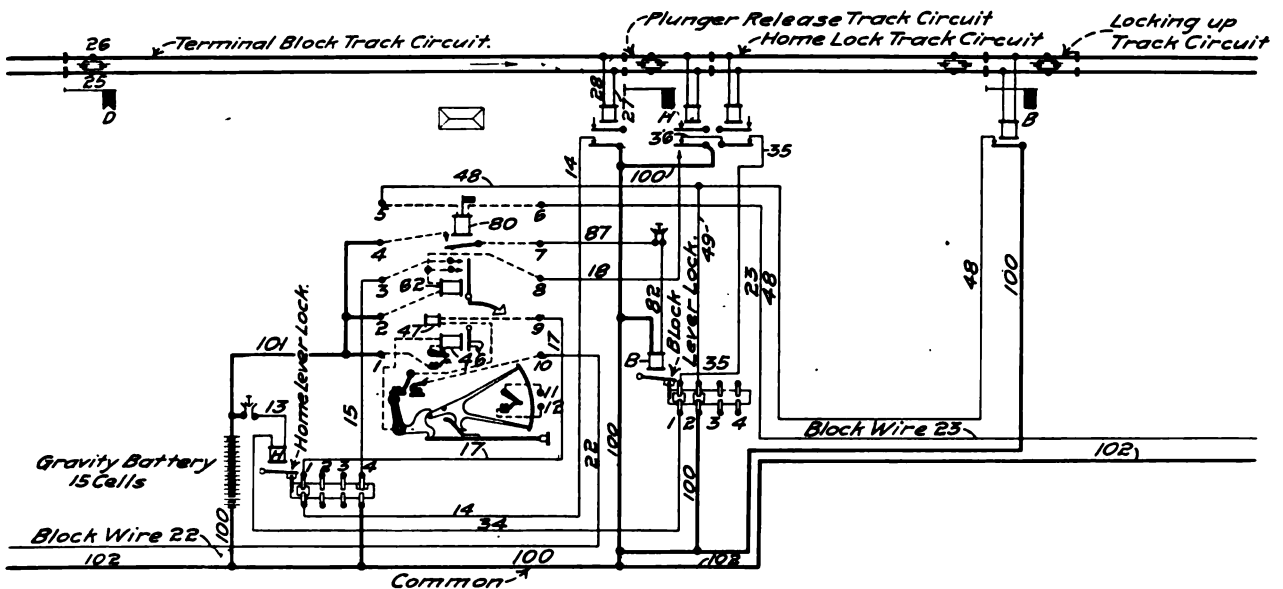 Plunger Release Track Circuit
Locking up
Track Circuit
26
Terminal Block Track Circuit.
Home Lock Track Circuit
25
D
28
27
H
B
36
35
14
100
48
5
6
80
4
7
87
49
3
8
18
82
62
23
48
48
100
Block
Lever Lock.
2
47
9
17
101
1
46
10
B
35
Home Lever Lock.
11
12
13
15
1 2 3 4
22
100
Block Wire 23
102
H
17
1 2 3 4
Gravity Battery
15 Cells
100
14
34
100
Block Wire 22
102
100
102
Common